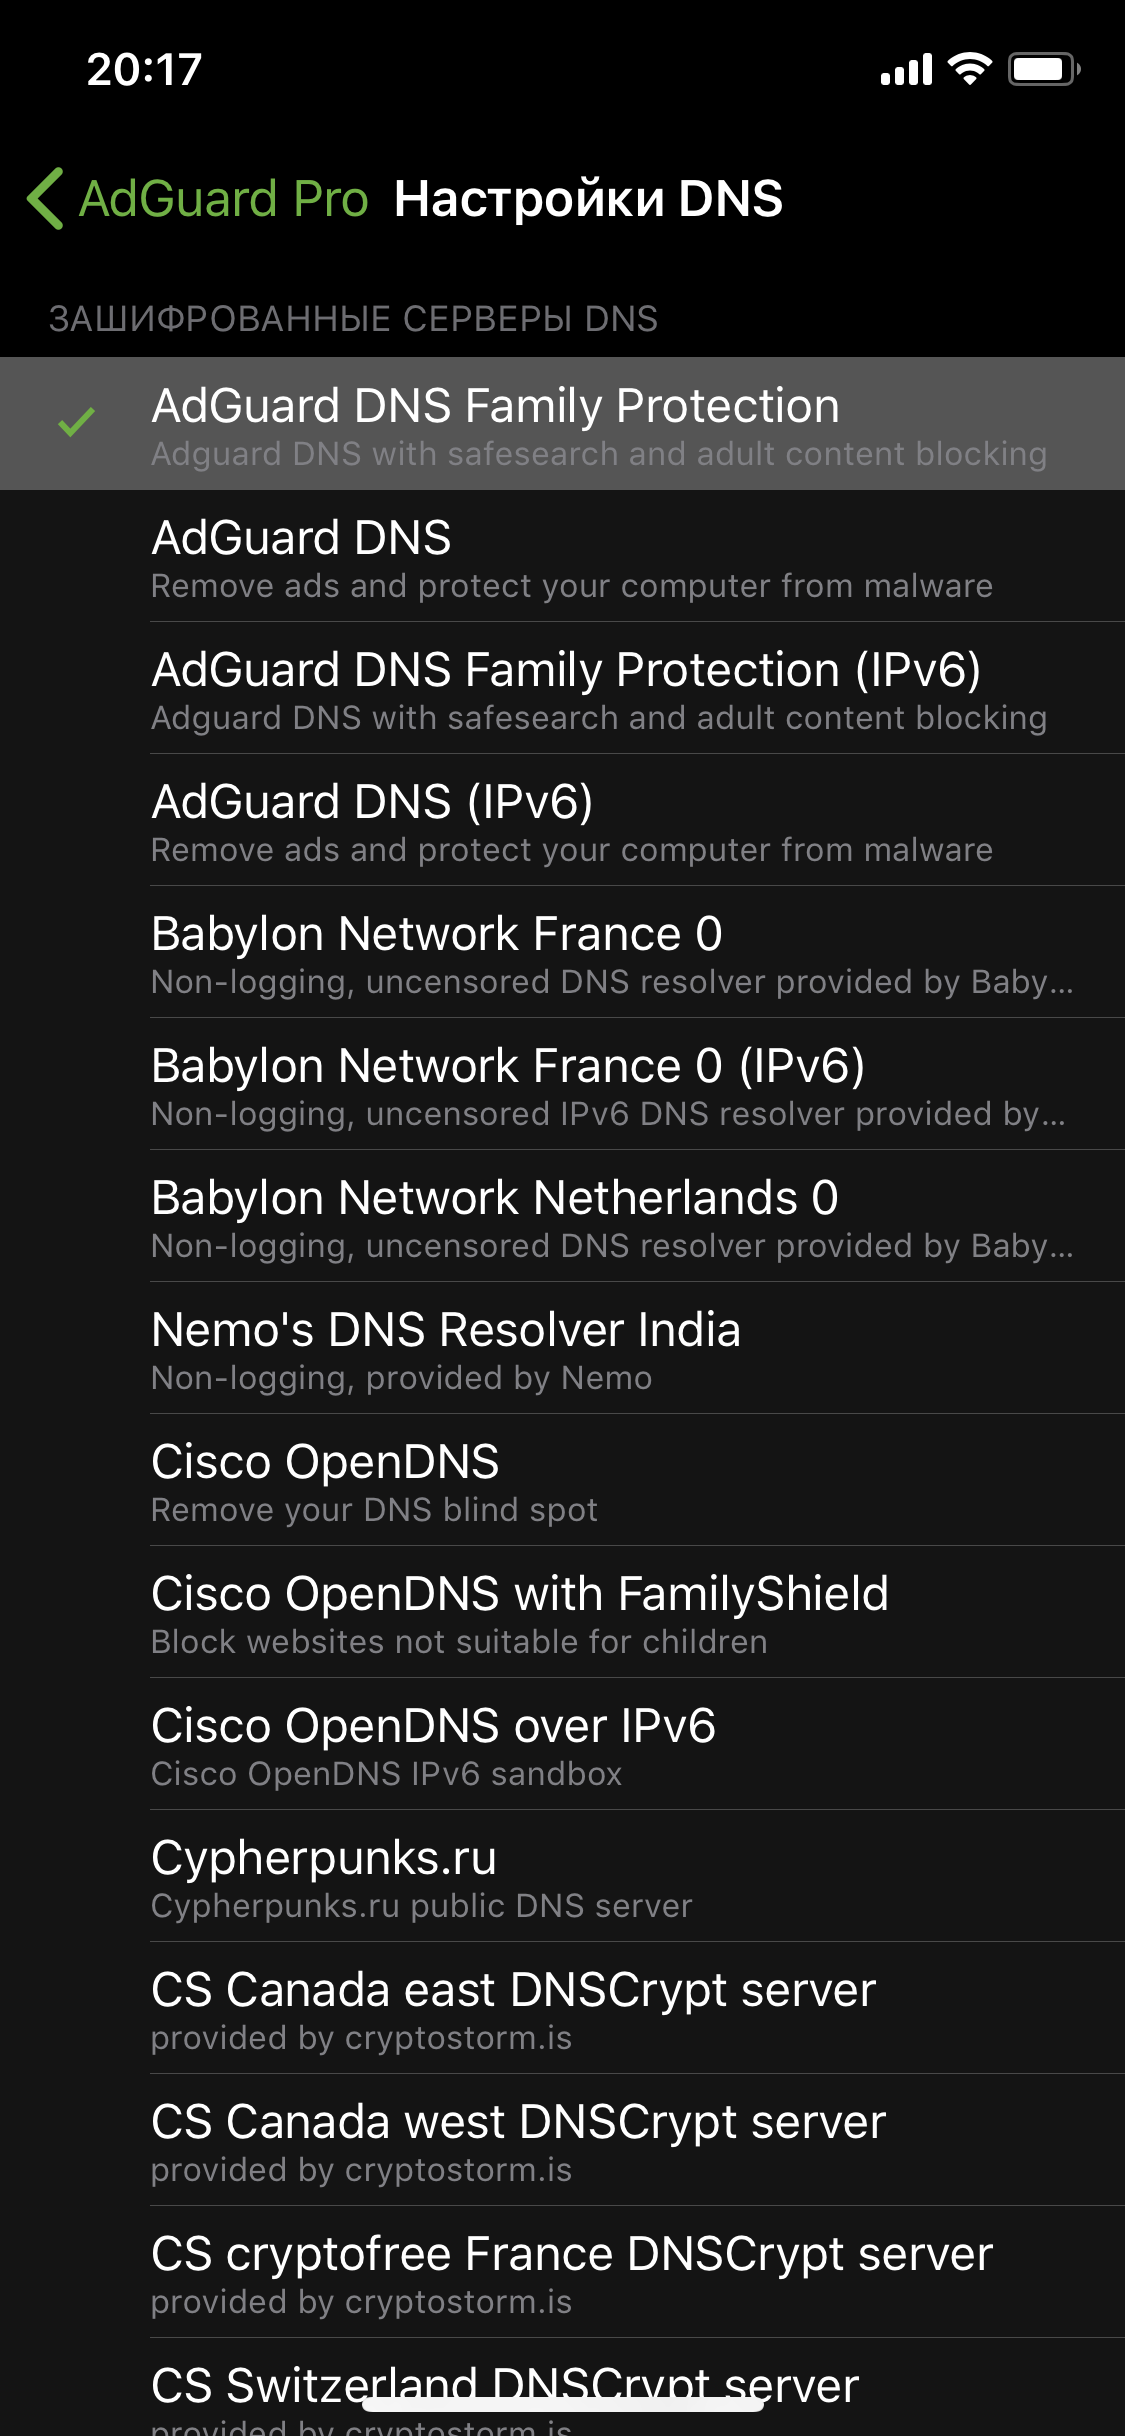 20:17
AdGuard Pro Настройки DNS
ЗАШИФРОВАННЫЕ СЕРВЕРЫ DNS
AdGuard DNS Family Protection
Adguard DNS with safesearch and adult content blocking
AdGuard DNS
Remove ads and protect your computer from malware
AdGuard DNS Family Protection (IPv6)
Adguard DNS with safesearch and adult content blocking
AdGuard DNS (IPv6)
Remove ads and protect your computer from malware
Babylon Network France 0
Non-logging, uncensored DNS resolver provided by Baby...
Babylon Network France 0 (IPv6)
Non-logging, uncensored IPv6 DNS resolver provided by...
Babylon Network Netherlands 0
Non-logging, uncensored DNS resolver provided by Baby...
Nemo's DNS Resolver India
Non-logging, provided by Nemo
Cisco OpenDNS
Remove your DNS blind spot
Cisco OpenDNS with FamilyShield
Block websites not suitable for children
Cisco OpenDNS over IPv6
Cisco OpenDNS IPv6 sandbox
Cypherpunks.ru
Cypherpunks.ru public DNS server
CS Canada east DNSCrypt server
provided by cryptostorm.is
CS Canada west DNSCrypt server
provided by cryptostorm.is
CS cryptofree France DNSCrypt server
provided by cryptostorm.is
CS Switzerland DNSCrypt server
provided by cryptostorm.is